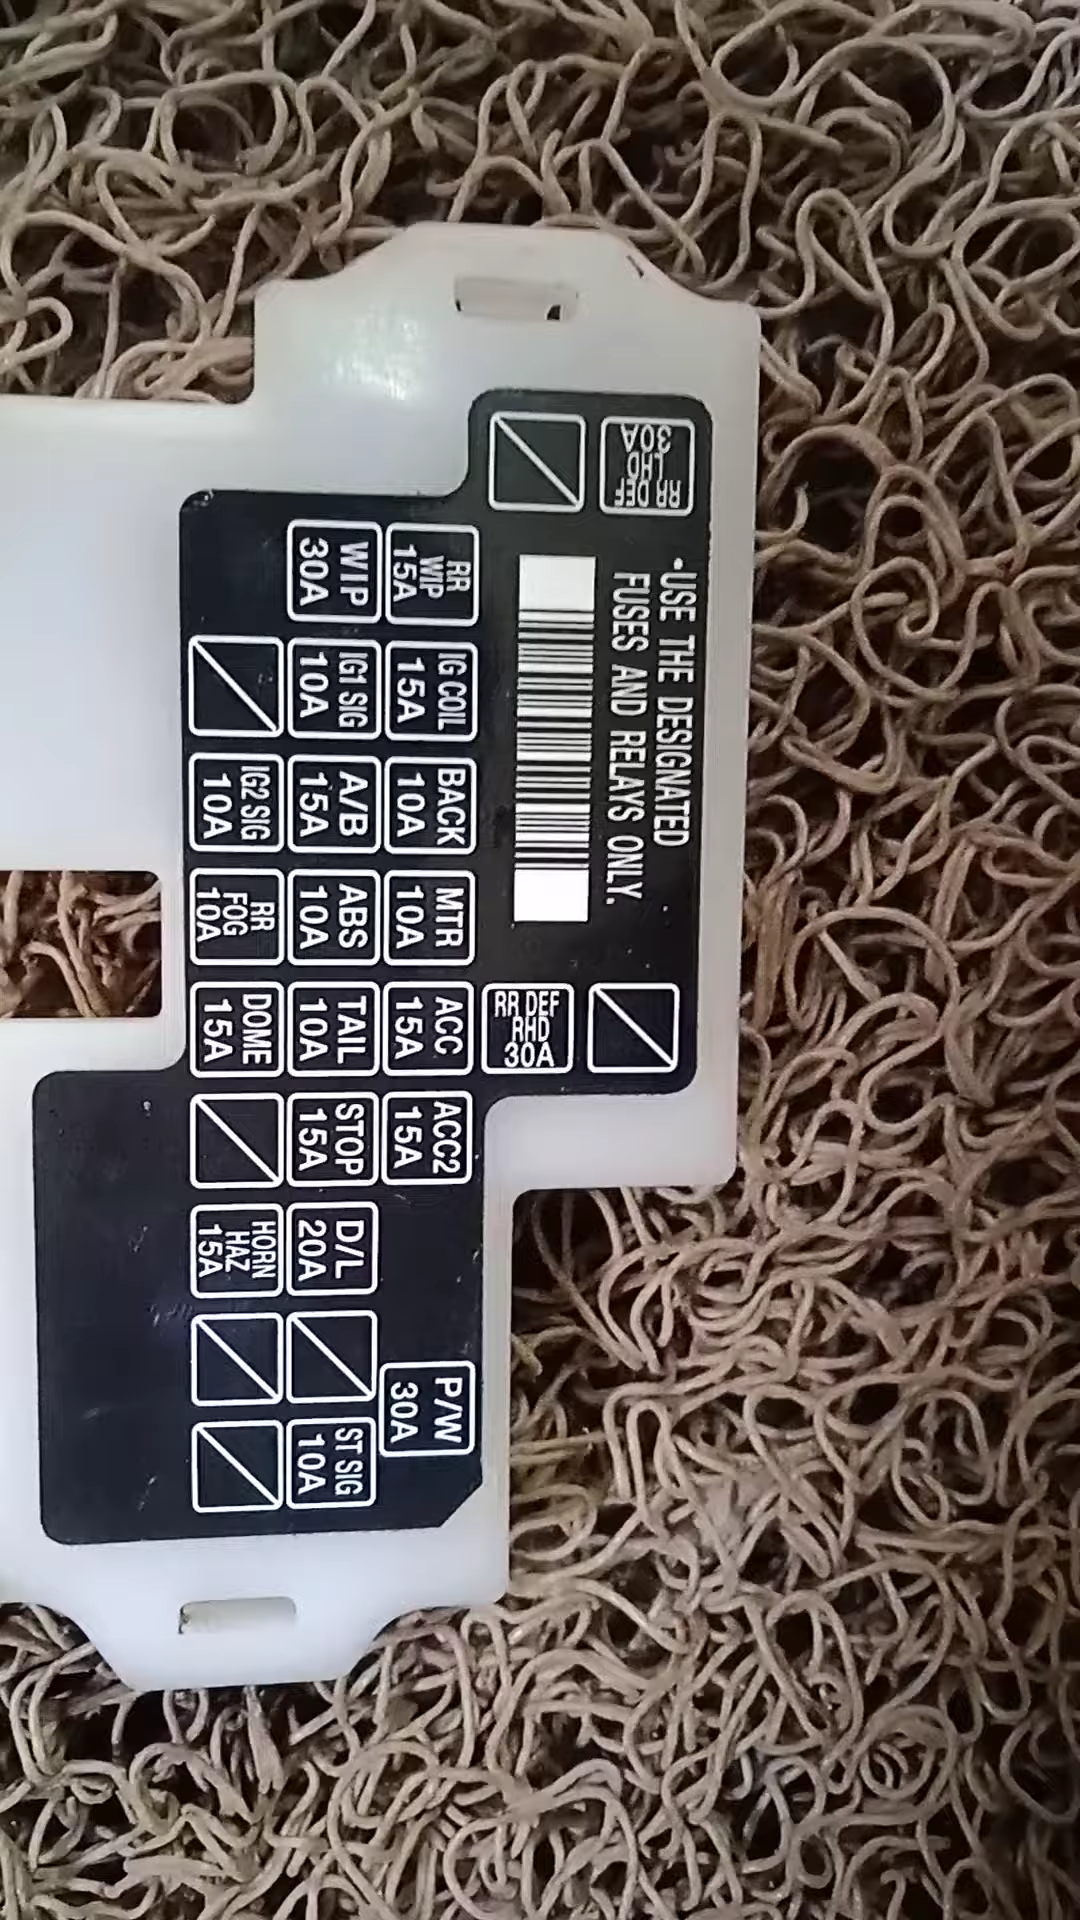 •USE THE DESIGNATED
FUSES AND RELAYS ONLY.
RR DEF
LHD
30A
RR DEF
RHD
30A
RR
WIP
15A
IG COIL
15A
BACK
10A
MTR
10A
ACC
15A
ACC2
15A
P/W
30A
WIP
30A
IG1 SIG
10A
A/B
15A
ABS
10A
TAIL
10A
STOP
15A
D/L
20A
ST SIG
10A
IG2 SIG
10A
RR
FOG
10A
DOME
15A
HORN
HAZ
15A